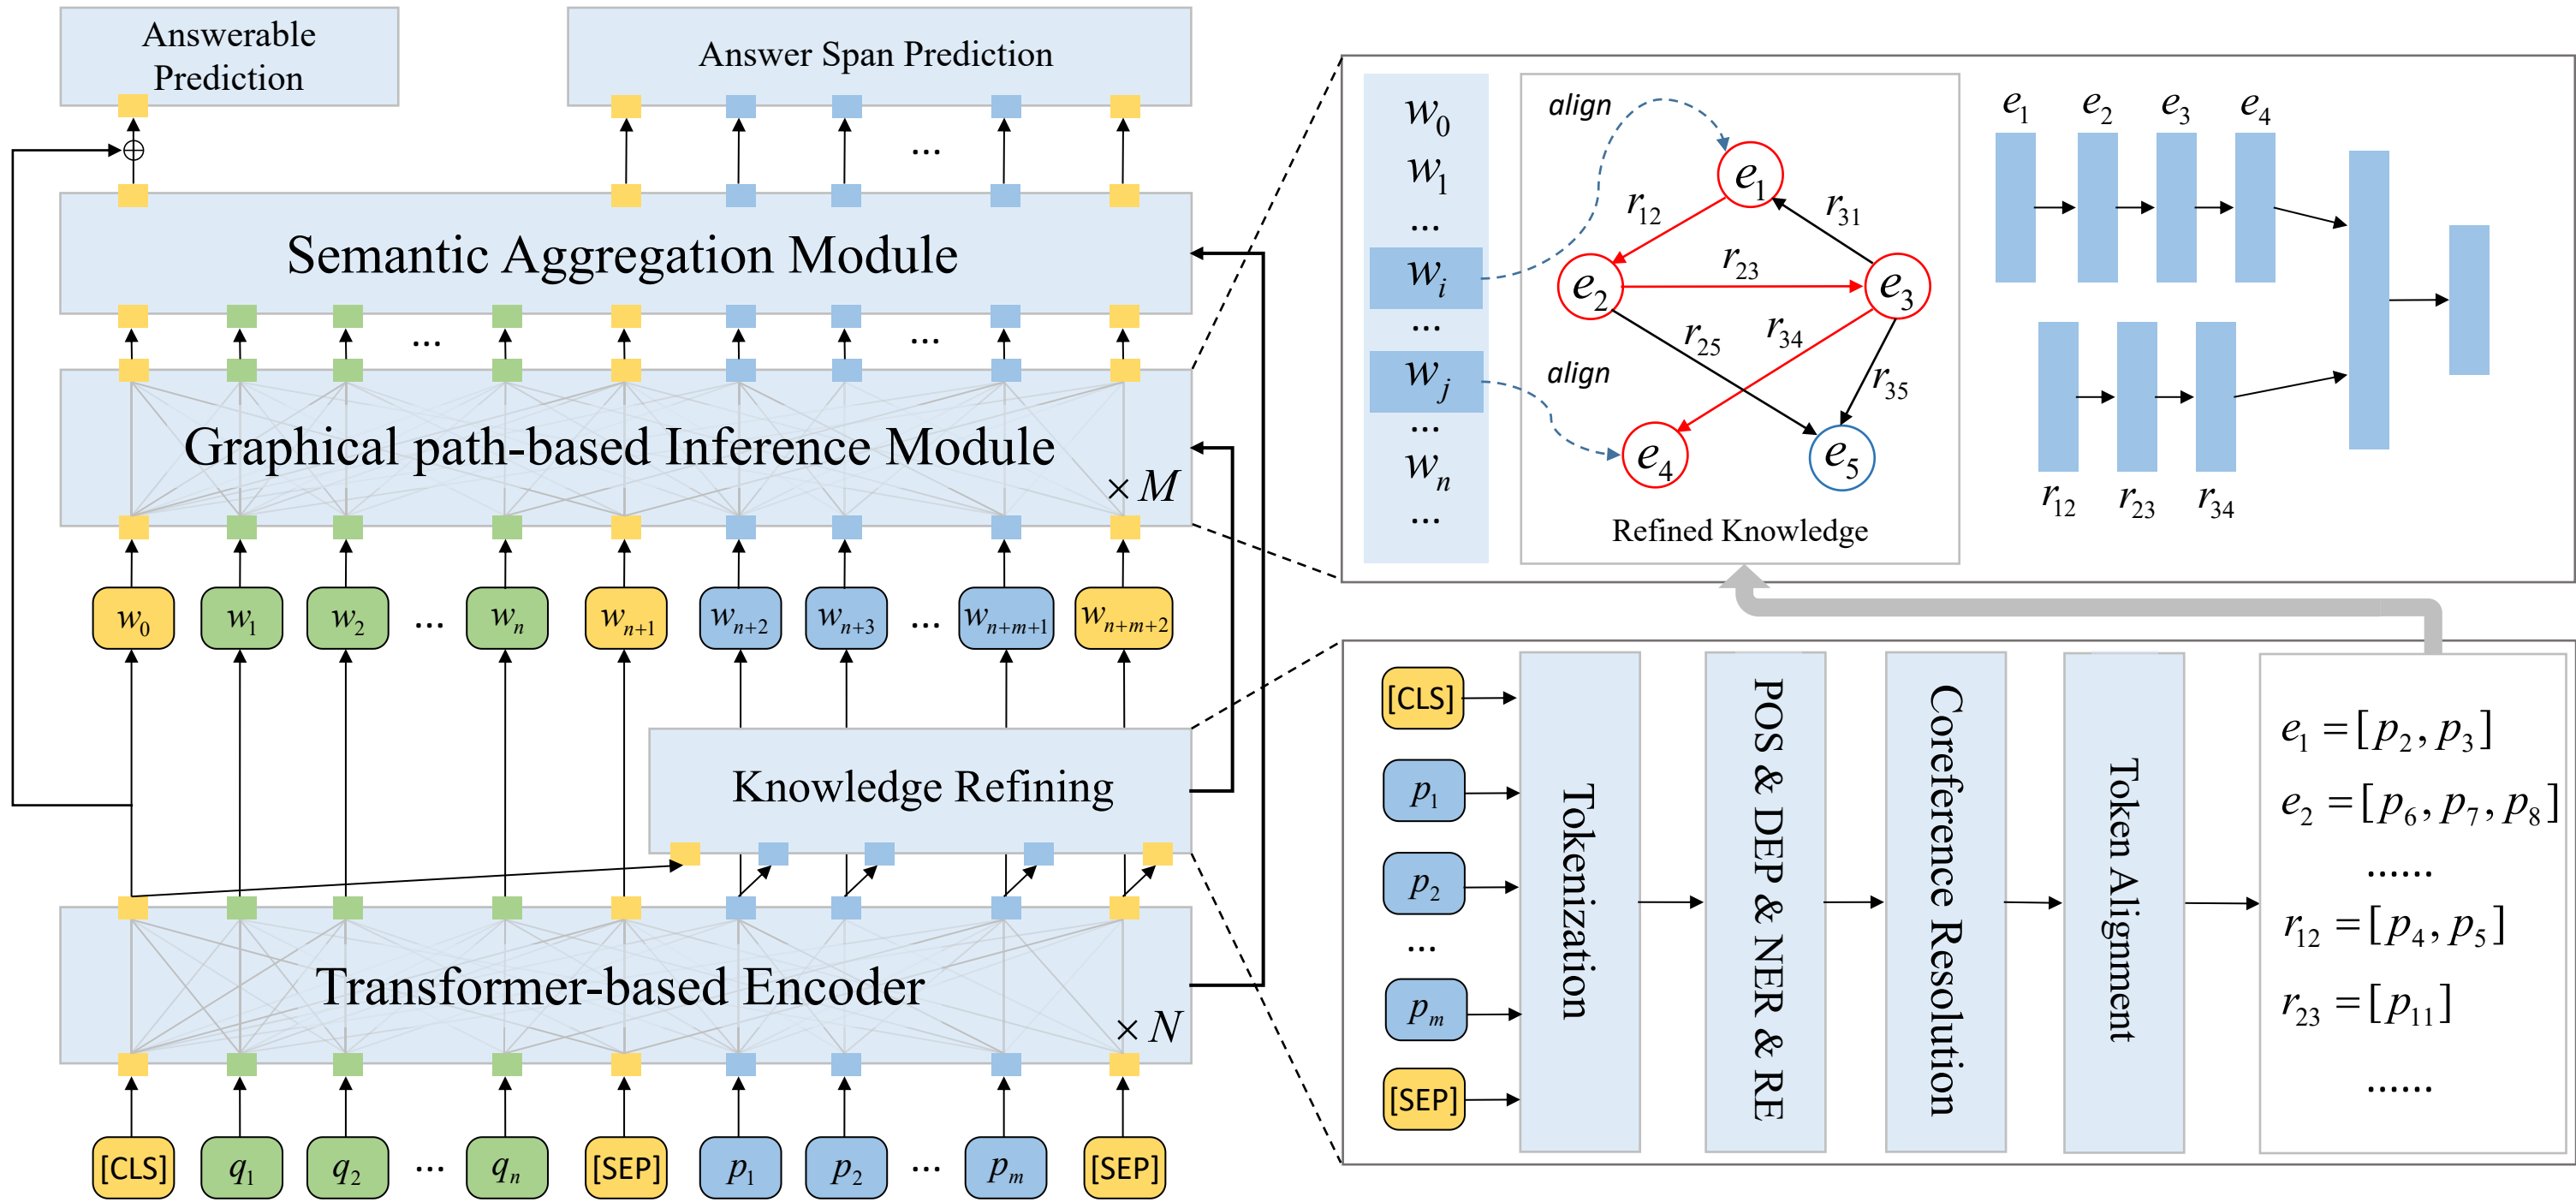 Answerable
Prediction
Answer Span Prediction
...
Semantic Aggregation Module
... ...
Graphical path-based Inference Module
× M
w0 w1 w2 ... wn wn+1 wn+2 wn+3 ... wn+m+1 wn+m+2
Knowledge Refining
Transformer-based Encoder
× N
[CLS] q1 q2 ... qn [SEP] p1 p2 ... pm [SEP]
w0
w1
...
wi
...
wj
...
wn
...
align
align
e1
r12
r31
e2
r23
e3
r25
r34
r35
e4
e5
Refined Knowledge
e1 e2 e3 e4
r12 r23 r34
[CLS]
p1
p2
...
pm
[SEP]
Tokenization
POS & DEP & NER & RE
Coreference Resolution
Token Alignment
e1 = [p2, p3]
e2 = [p6, p7, p8]
......
r12 = [p4, p5]
r23 = [p11]
......